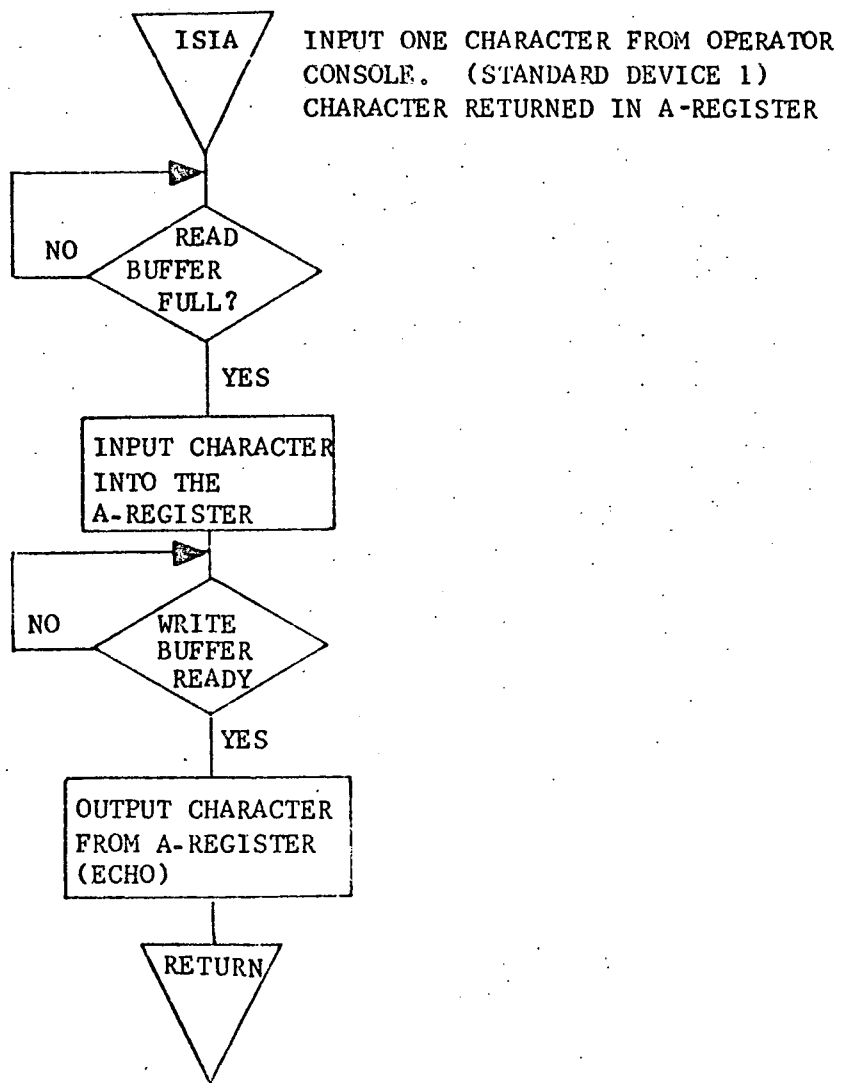 ISIA
INPUT ONE CHARACTER FROM OPERATOR
CONSOLE. (STANDARD DEVICE 1)
CHARACTER RETURNED IN A-REGISTER
NO
READ
BUFFER
FULL?
YES
INPUT CHARACTER
INTO THE
A-REGISTER
NO
WRITE
BUFFER
READY
YES
OUTPUT CHARACTER
FROM A-REGISTER
(ECHO)
RETURN